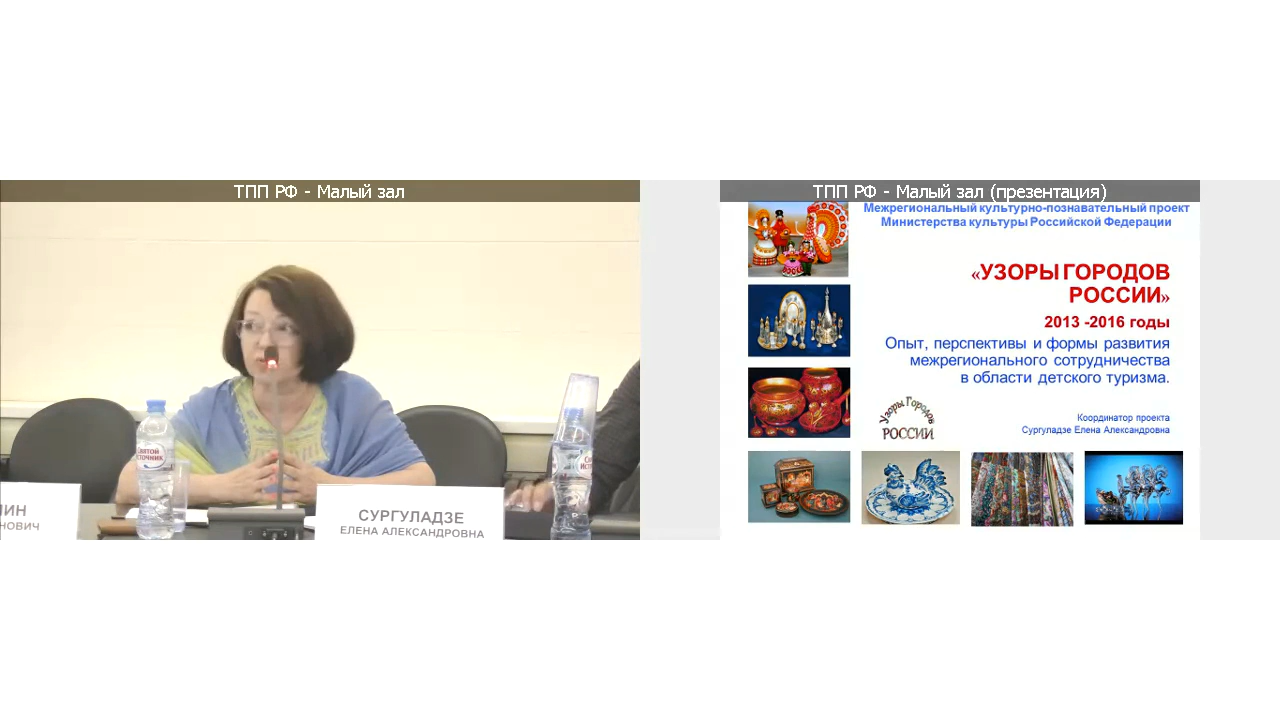 ТПП РФ - Малый зал
СВЯТОЙ
ИСТОЧНИК
НОВИЧ
СУРГУЛАДЗЕ
ЕЛЕНА АЛЕКСАНДРОВНА
ТПП РФ - Малый зал (презентация)
Межрегиональный культурно-познавательный проект
Министерства культуры Российской Федерации
«УЗОРЫ ГОРОДОВ
РОССИИ»
2013 -2016 годы
Опыт, перспективы и формы развития
межрегионального сотрудничества
в области детского туризма.
Узоры Городов
РОССИИ
Координатор проекта
Сургуладзе Елена Александровна